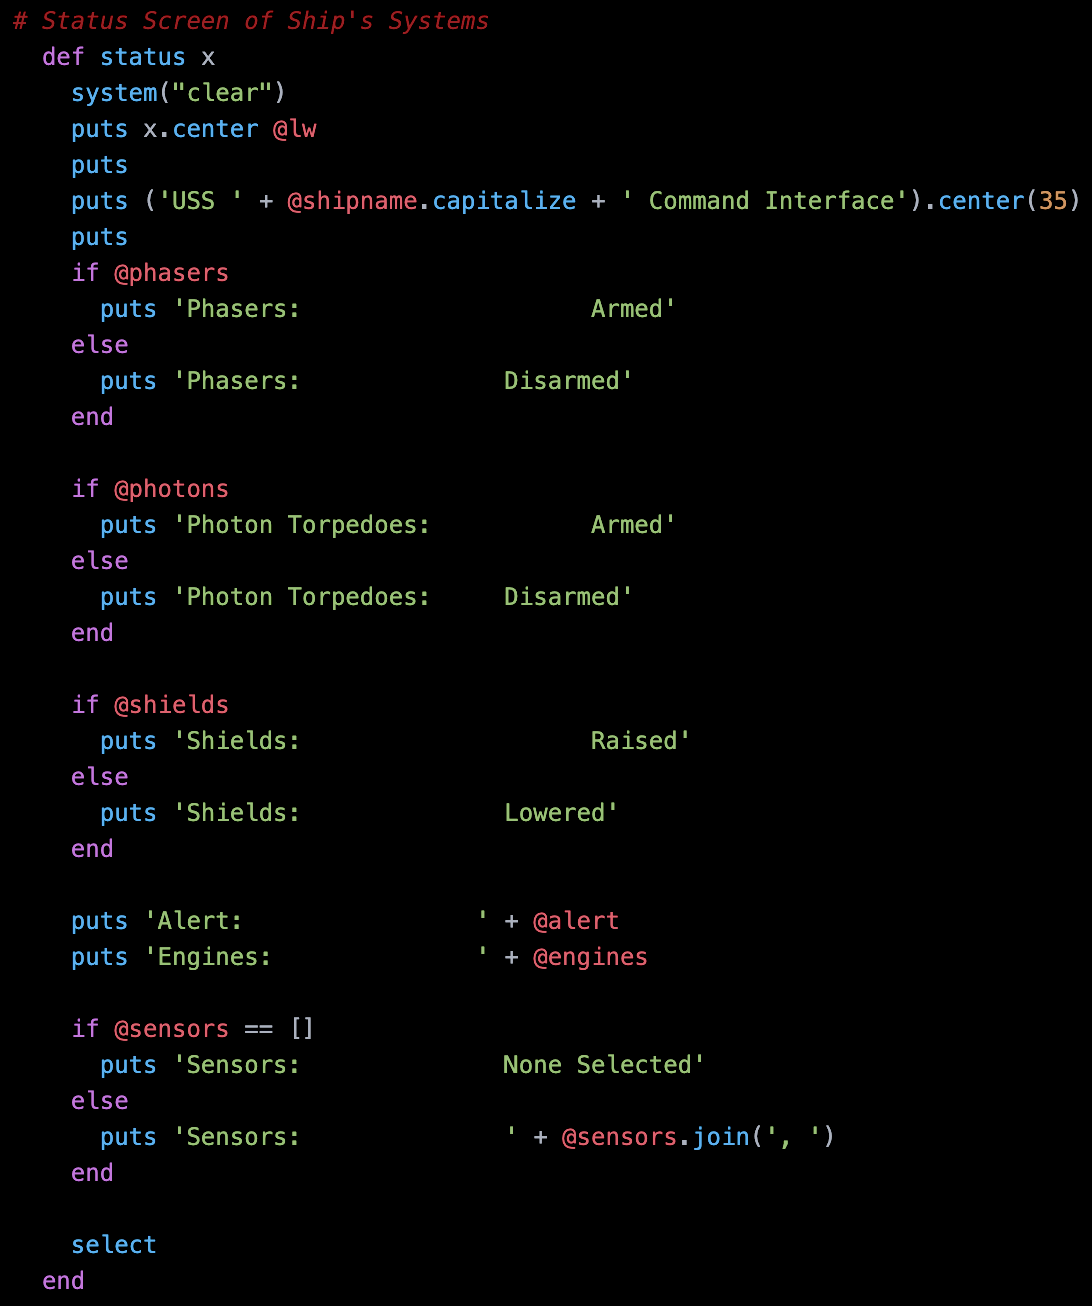 # Status Screen of Ship's Systems
  def status x
    system("clear")
    puts x.center @lw
    puts
    puts ('USS ' + @shipname.capitalize + ' Command Interface').center(35)
    puts
    if @phasers
      puts 'Phasers:                    Armed'
    else
      puts 'Phasers:              Disarmed'
    end

    if @photons
      puts 'Photon Torpedoes:           Armed'
    else
      puts 'Photon Torpedoes:     Disarmed'
    end

    if @shields
      puts 'Shields:                    Raised'
    else
      puts 'Shields:              Lowered'
    end

    puts 'Alert:                ' + @alert
    puts 'Engines:              ' + @engines

    if @sensors == []
      puts 'Sensors:              None Selected'
    else
      puts 'Sensors:              ' + @sensors.join(', ')
    end

    select
  end